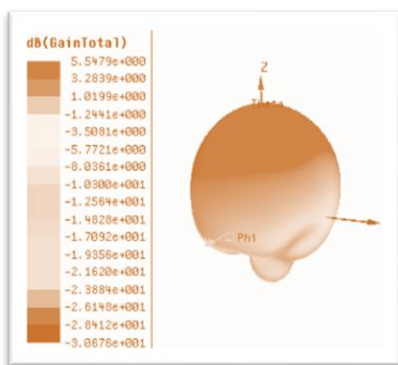 dB(GainTotal)
5.5479e+000
3.2839e+000
1.0199e+000
-1.2441e+000
-3.5081e+000
-5.7721e+000
-8.0361e+000
-1.0300e+001
-1.2564e+001
-1.4828e+001
-1.7092e+001
-1.9356e+001
-2.1620e+001
-2.3884e+001
-2.6148e+001
-2.8412e+001
-3.0676e+001
Z
Theta
Phi